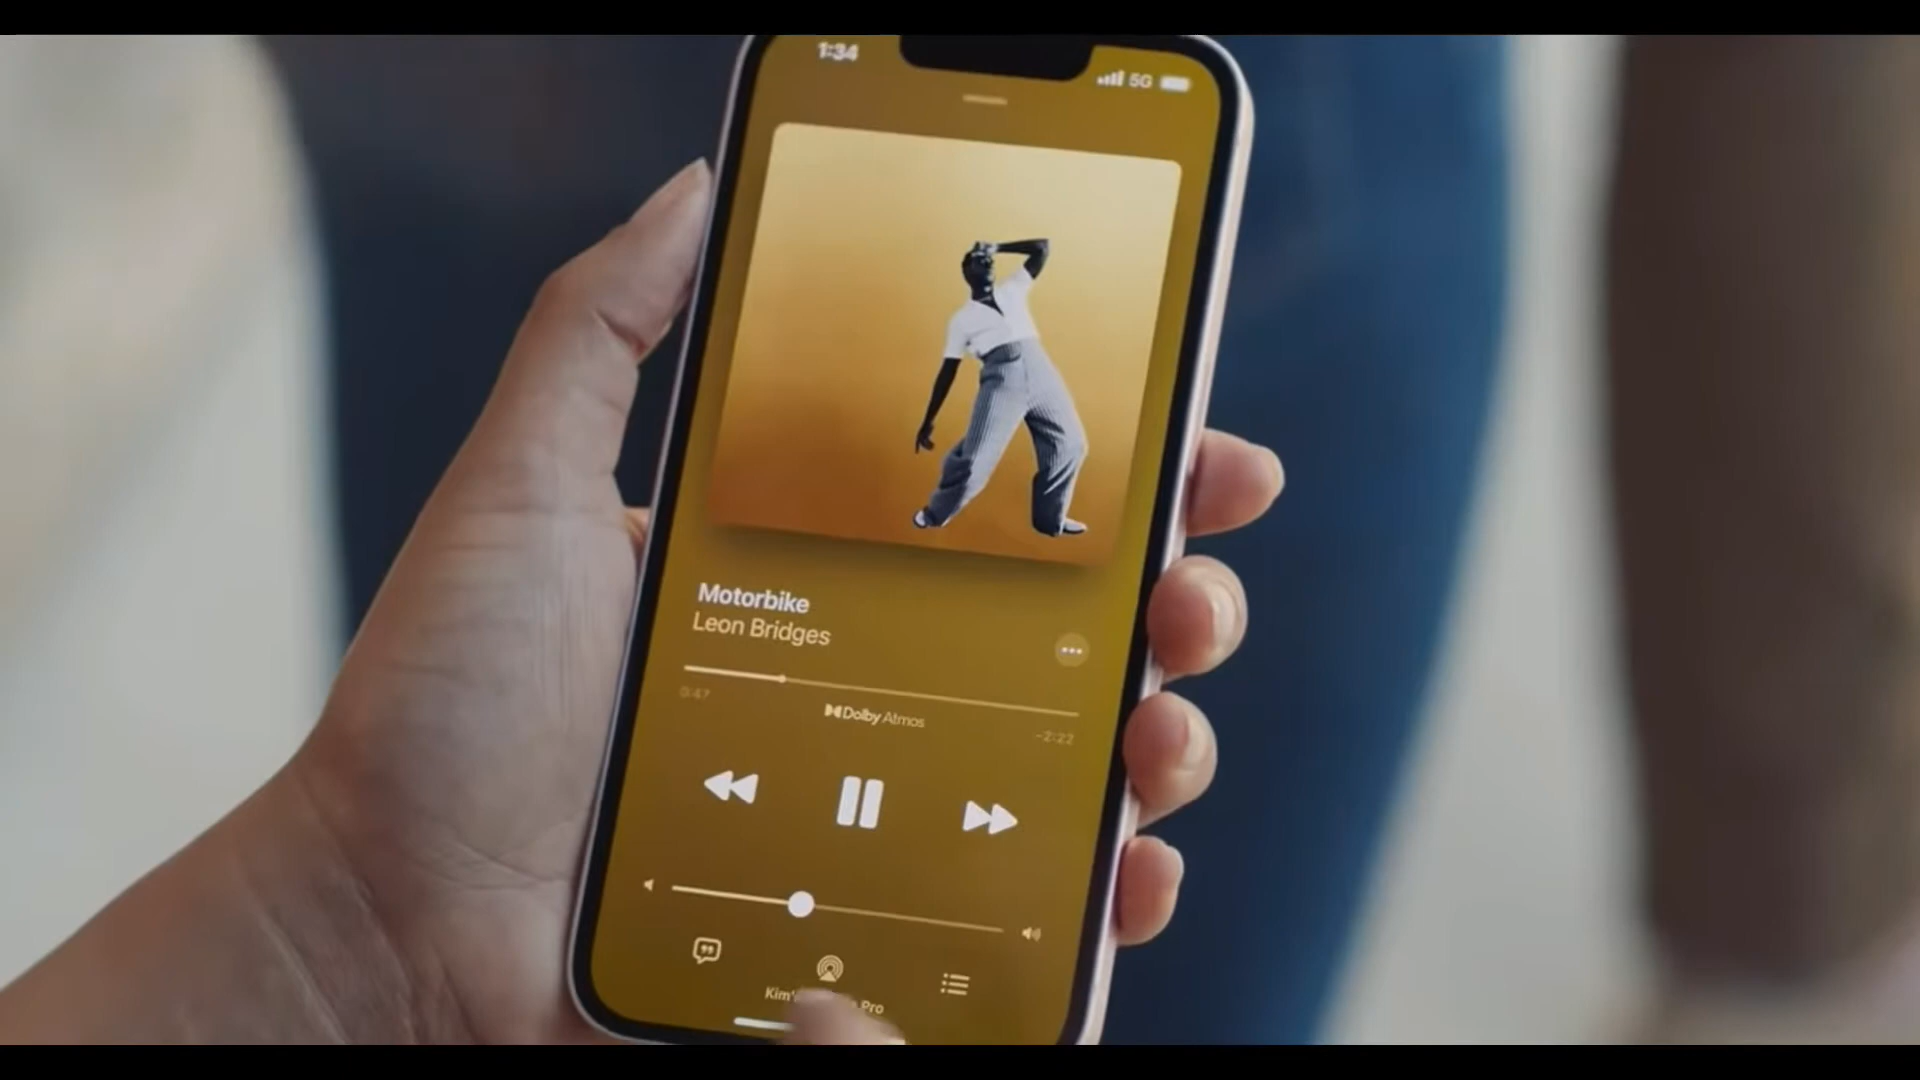 1:34
5G
Motorbike
Leon Bridges
0:47
Dolby Atmos
-2:22
Pro